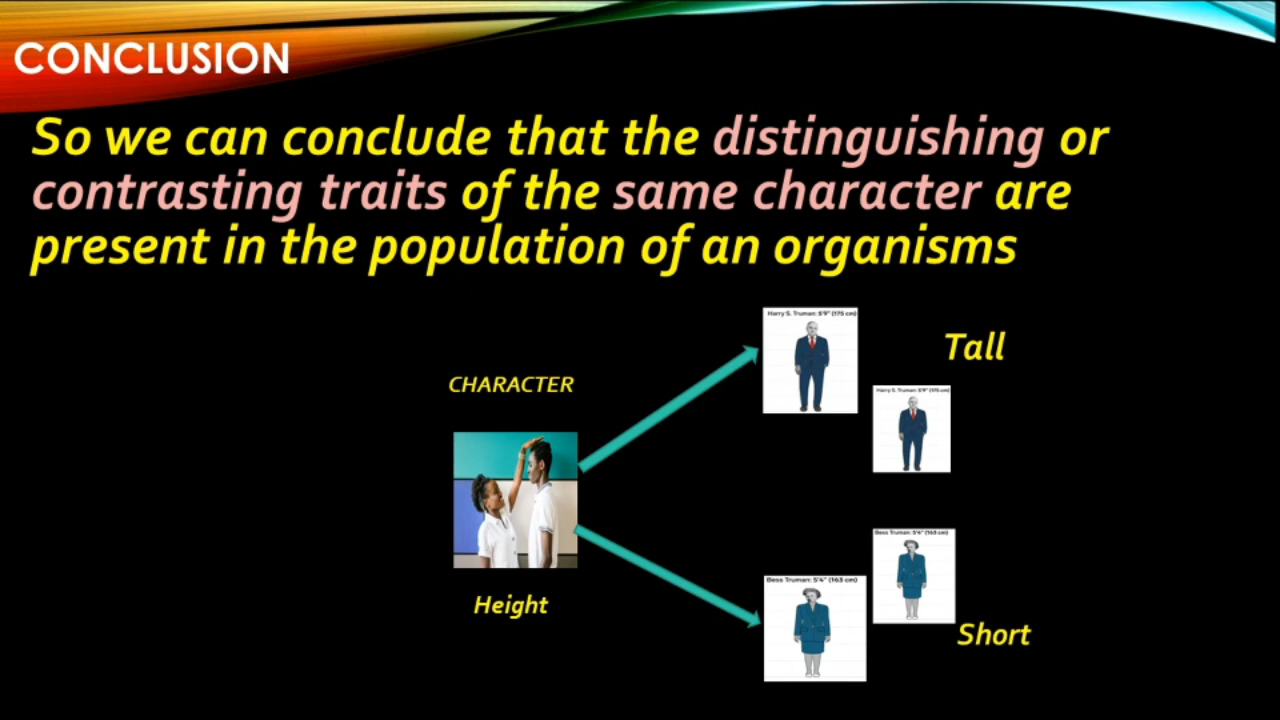 CONCLUSION
So we can conclude that the distinguishing or
contrasting traits of the same character are
present in the population of an organisms
Harry S. Truman: 5'9" (175 cm)
Tall
CHARACTER
Harry S. Truman: 5'9" (175 cm)
Bess Truman: 5'4" (163 cm)
Bess Truman: 5'4" (163 cm)
Height
Short